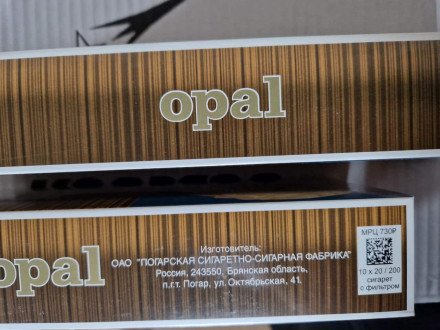 opal
opal
Изготовитель:
ОАО "ПОГАРСКАЯ СИГАРЕТНО-СИГАРНАЯ ФАБРИКА"
Россия, 243550, Брянская область,
п.г.т. Погар, ул. Октябрьская, 41.
МРЦ 730₽
10 x 20 / 200
сигарет
с фильтром